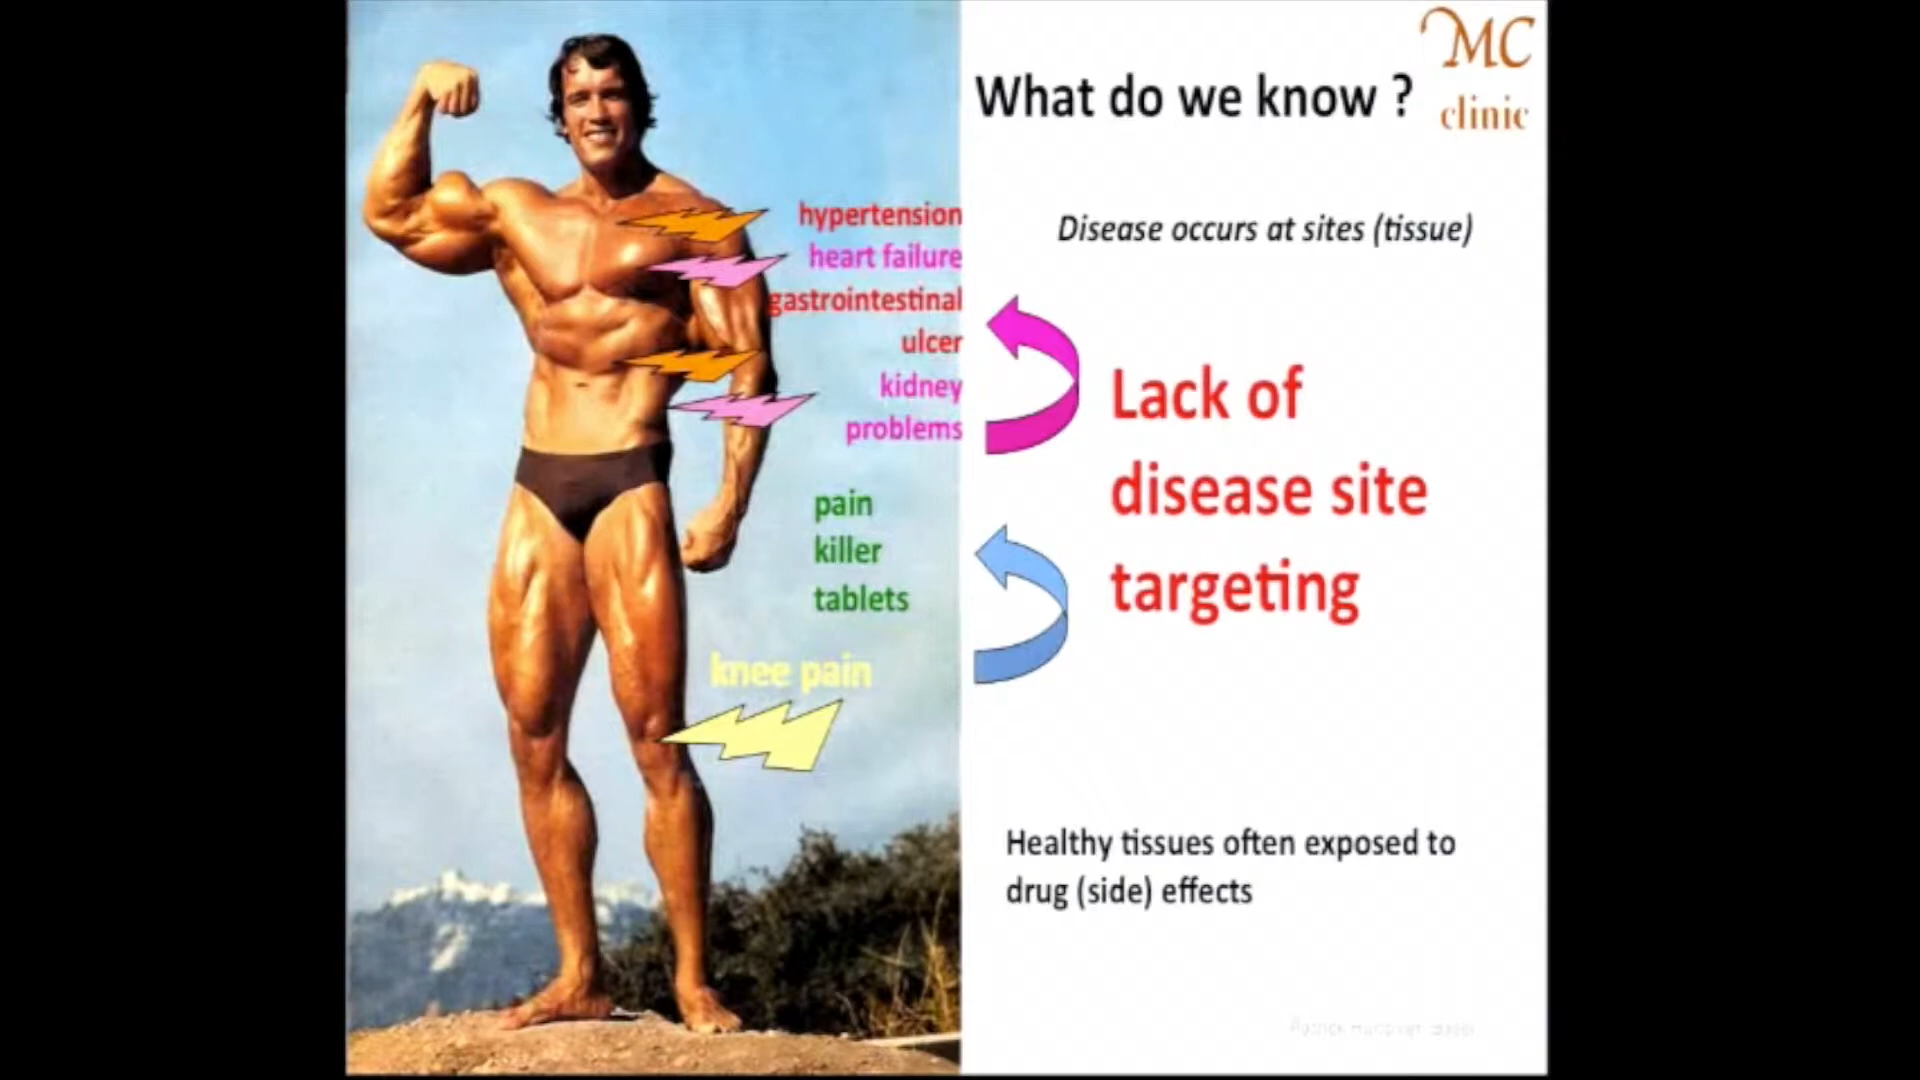 MC
clinic
What do we know ?
Disease occurs at sites (tissue)
hypertension
heart failure
gastrointestinal
ulcer
kidney
problems
pain
killer
tablets
knee pain
Lack of
disease site
targeting
Healthy tissues often exposed to
drug (side) effects